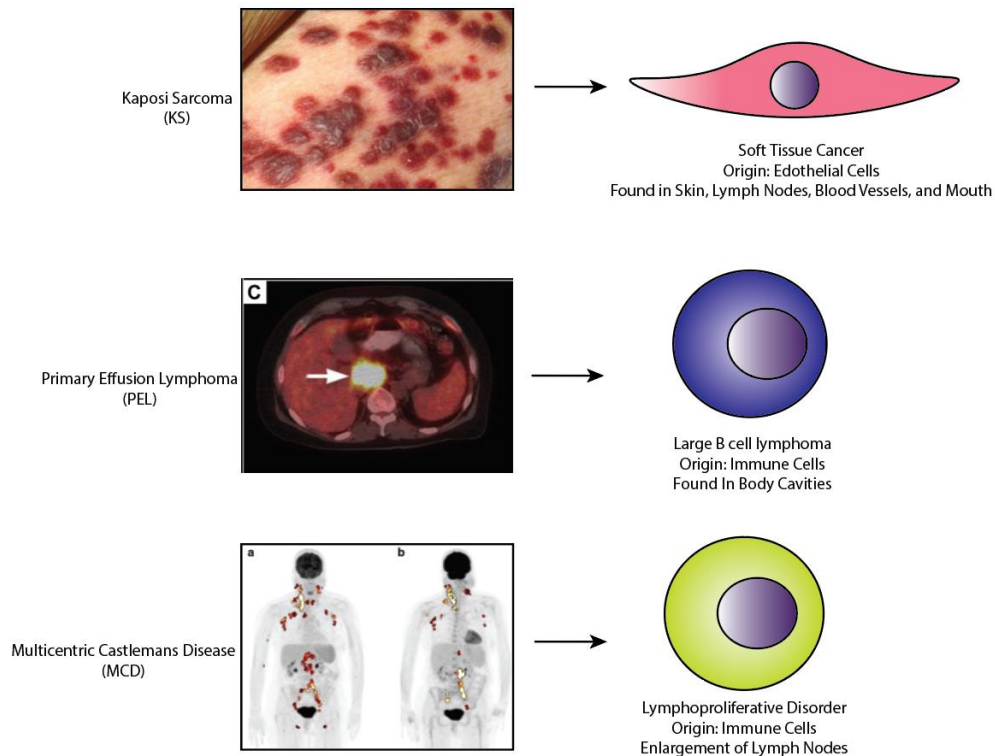 Kaposi Sarcoma
(KS)
Soft Tissue Cancer
Origin: Edothelial Cells
Found in Skin, Lymph Nodes, Blood Vessels, and Mouth
C
Primary Effusion Lymphoma
(PEL)
Large B cell lymphoma
Origin: Immune Cells
Found In Body Cavities
a
b
Multicentric Castlemans Disease
(MCD)
Lymphoproliferative Disorder
Origin: Immune Cells
Enlargement of Lymph Nodes